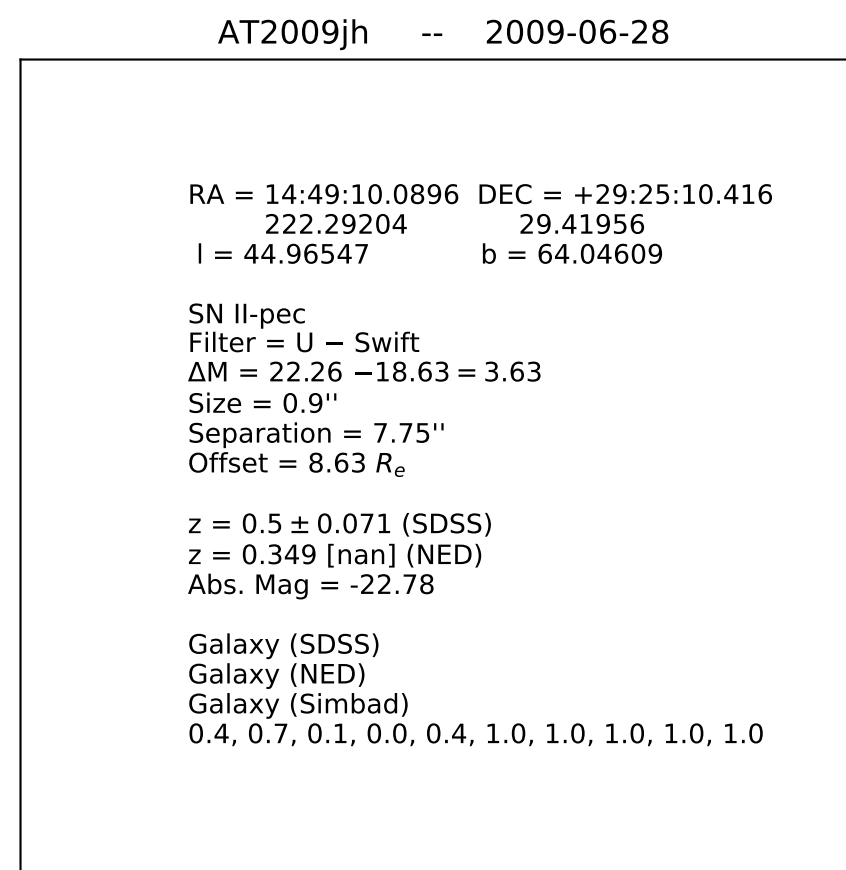 AT2009jh -- 2009-06-28
RA = 14:49:10.0896 DEC = +29:25:10.416
222.29204 29.41956
l = 44.96547 b = 64.04609
SN II-pec
Filter = U − Swift
ΔM = 22.26 −18.63 = 3.63
Size = 0.9''
Separation = 7.75''
Offset = 8.63 Rₑ
z = 0.5 ± 0.071 (SDSS)
z = 0.349 [nan] (NED)
Abs. Mag = -22.78
Galaxy (SDSS)
Galaxy (NED)
Galaxy (Simbad)
0.4, 0.7, 0.1, 0.0, 0.4, 1.0, 1.0, 1.0, 1.0, 1.0